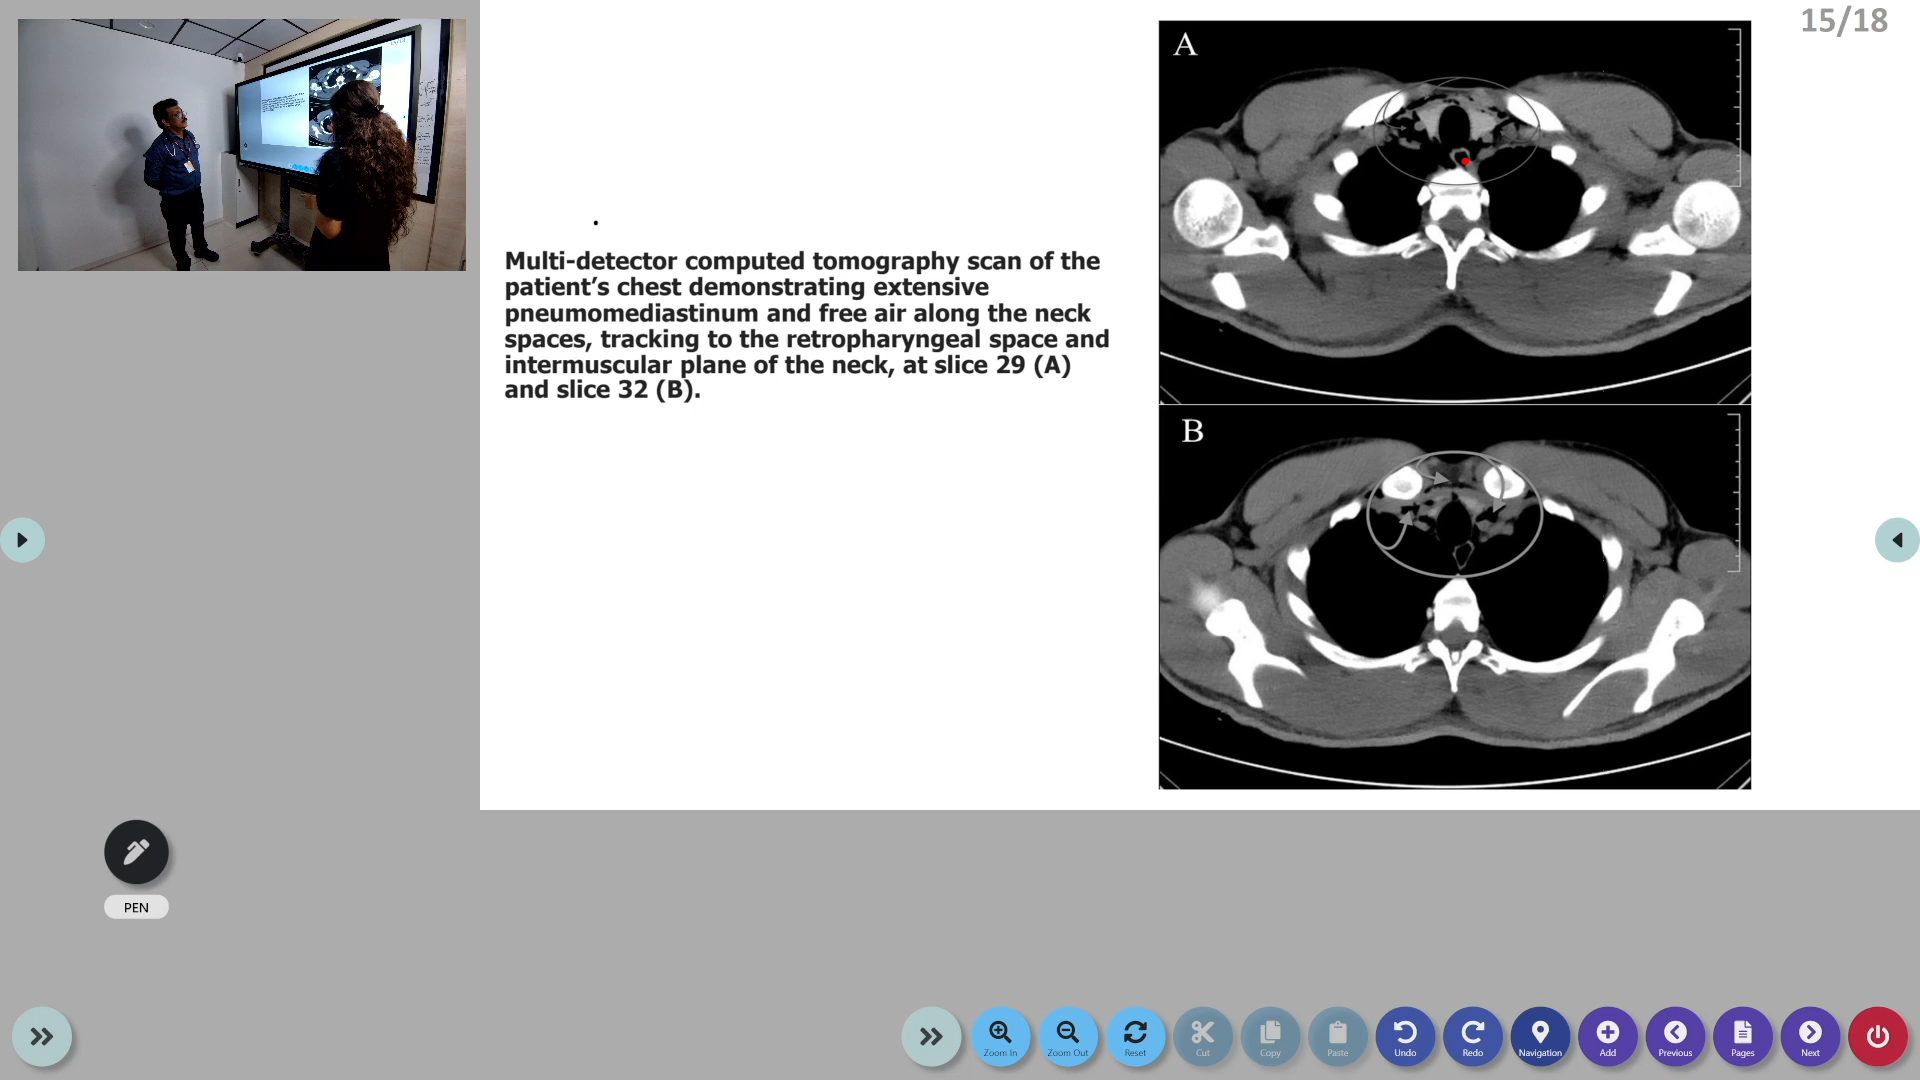 15/18
A
.
Multi-detector computed tomography scan of the
patient's chest demonstrating extensive
pneumomediastinum and free air along the neck
spaces, tracking to the retropharyngeal space and
intermuscular plane of the neck, at slice 29 (A)
and slice 32 (B).
B
PEN
Zoom In
Zoom Out
Reset
Cut
Copy
Paste
Undo
Redo
Navigation
Add
Previous
Pages
Next